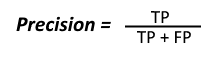 Precision = TP
TP + FP